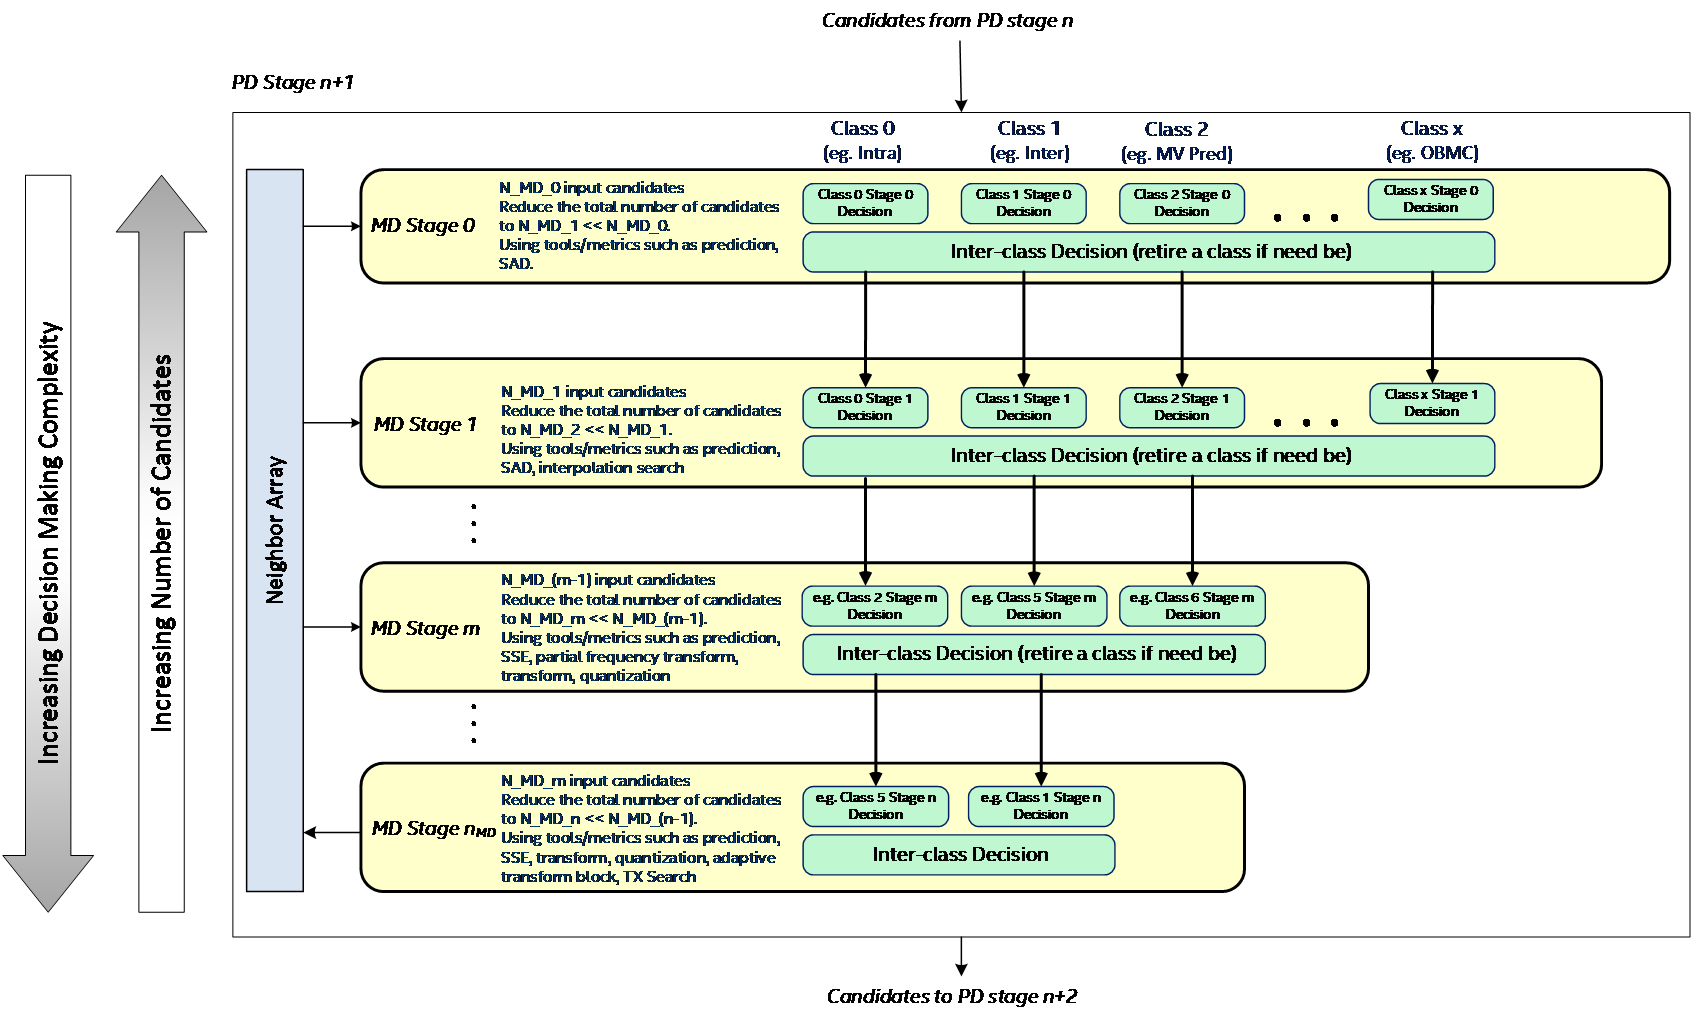 Candidates from PD stage n
PD Stage n+1
Class 0
(eg. Intra)
Class 1
(eg. Inter)
Class 2
(eg. MV Pred)
Class x
(eg. OBMC)
Increasing Decision Making Complexity
Increasing Number of Candidates
Neighbor Array
MD Stage 0
N_MD_0 input candidates
Reduce the total number of candidates
to N_MD_1 << N_MD_0.
Using tools/metrics such as prediction,
SAD.
Class 0 Stage 0
Decision
Class 1 Stage 0
Decision
Class 2 Stage 0
Decision
. . .
Class x Stage 0
Decision
Inter-class Decision (retire a class if need be)
MD Stage 1
N_MD_1 input candidates
Reduce the total number of candidates
to N_MD_2 << N_MD_1.
Using tools/metrics such as prediction,
SAD, interpolation search
Class 0 Stage 1
Decision
Class 1 Stage 1
Decision
Class 2 Stage 1
Decision
. . .
Class x Stage 1
Decision
Inter-class Decision (retire a class if need be)
. . .
MD Stage m
N_MD_(m-1) input candidates
Reduce the total number of candidates
to N_MD_m << N_MD_(m-1).
Using tools/metrics such as prediction,
SSE, partial frequency transform,
transform, quantization
e.g. Class 2 Stage m
Decision
e.g. Class 5 Stage m
Decision
e.g. Class 6 Stage m
Decision
Inter-class Decision (retire a class if need be)
. . .
MD Stage nMD
N_MD_m input candidates
Reduce the total number of candidates
to N_MD_n << N_MD_(n-1).
Using tools/metrics such as prediction,
SSE, transform, quantization, adaptive
transform block, TX Search
e.g. Class 5 Stage n
Decision
e.g. Class 1 Stage n
Decision
Inter-class Decision
Candidates to PD stage n+2